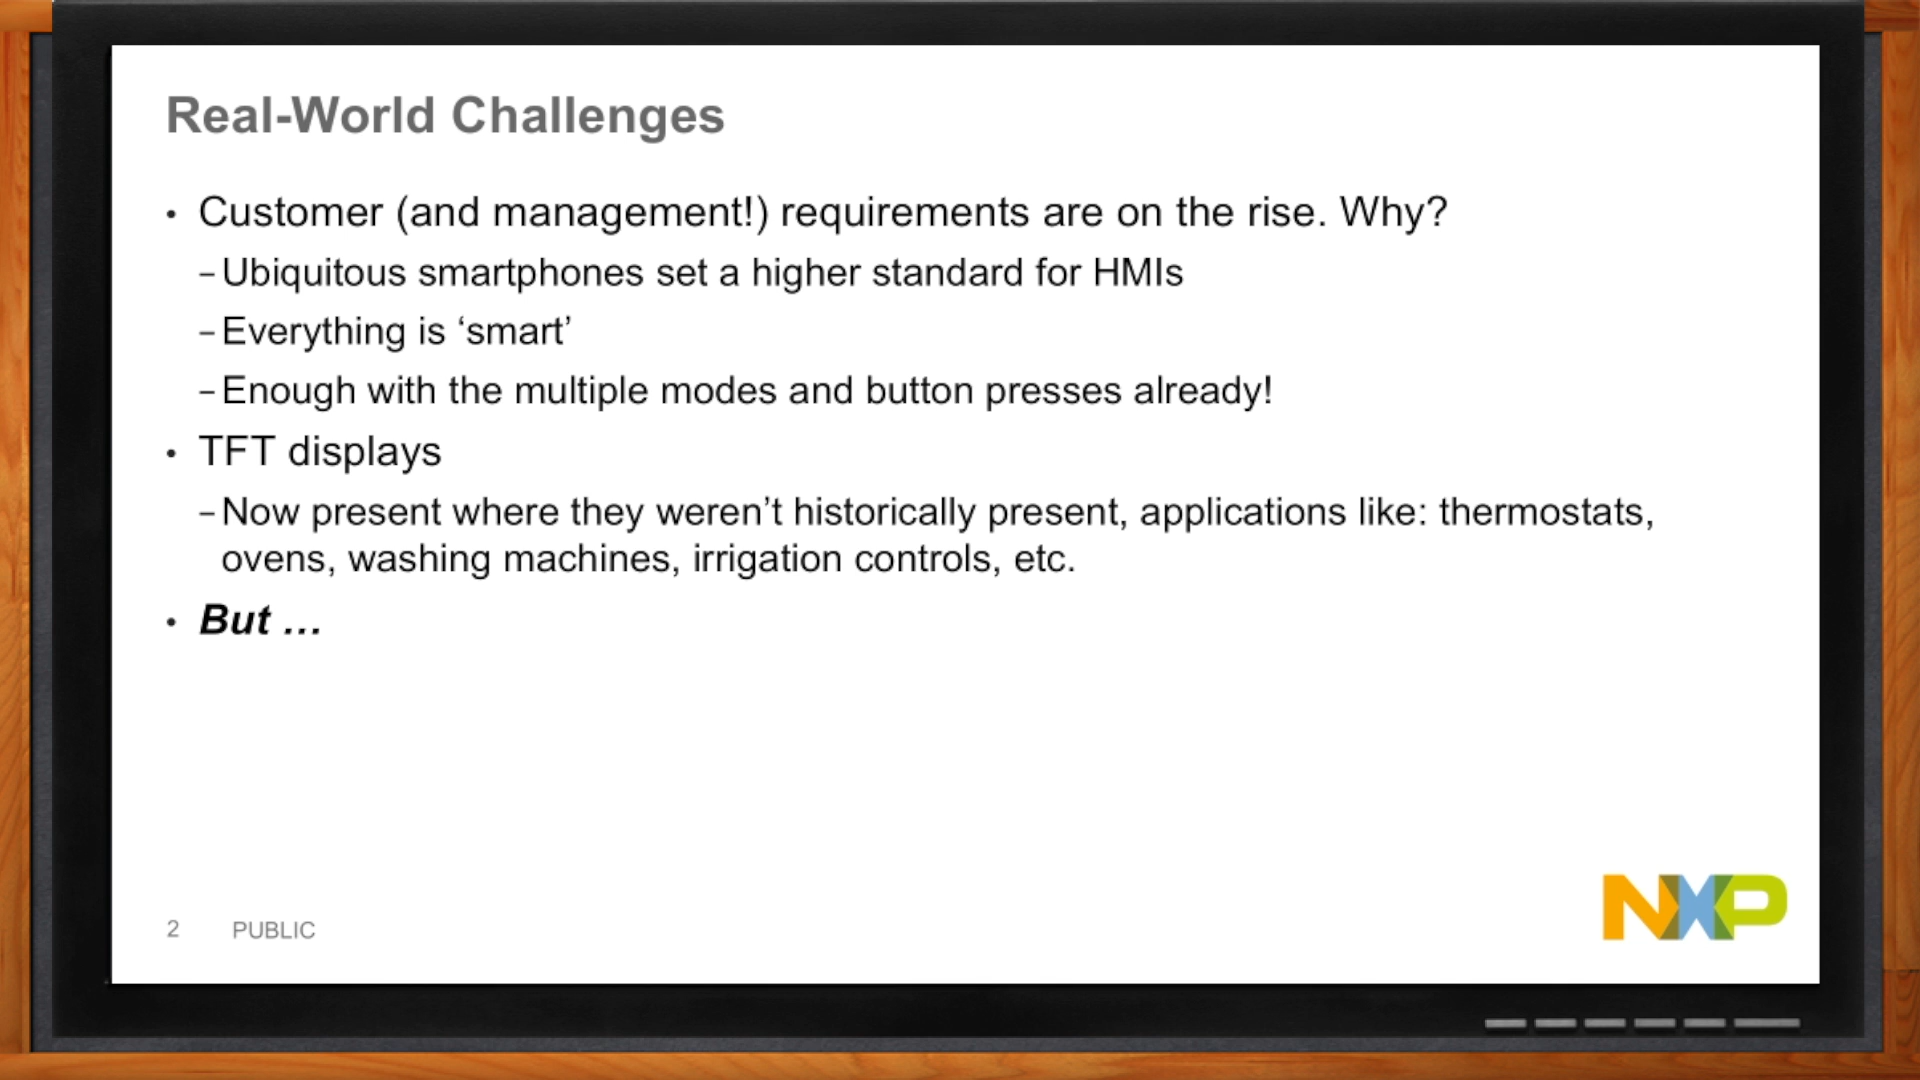 Real-World Challenges
• Customer (and management!) requirements are on the rise. Why?
– Ubiquitous smartphones set a higher standard for HMIs
– Everything is ‘smart’
– Enough with the multiple modes and button presses already!
• TFT displays
– Now present where they weren’t historically present, applications like: thermostats,
ovens, washing machines, irrigation controls, etc.
• But …
2 PUBLIC
NXP